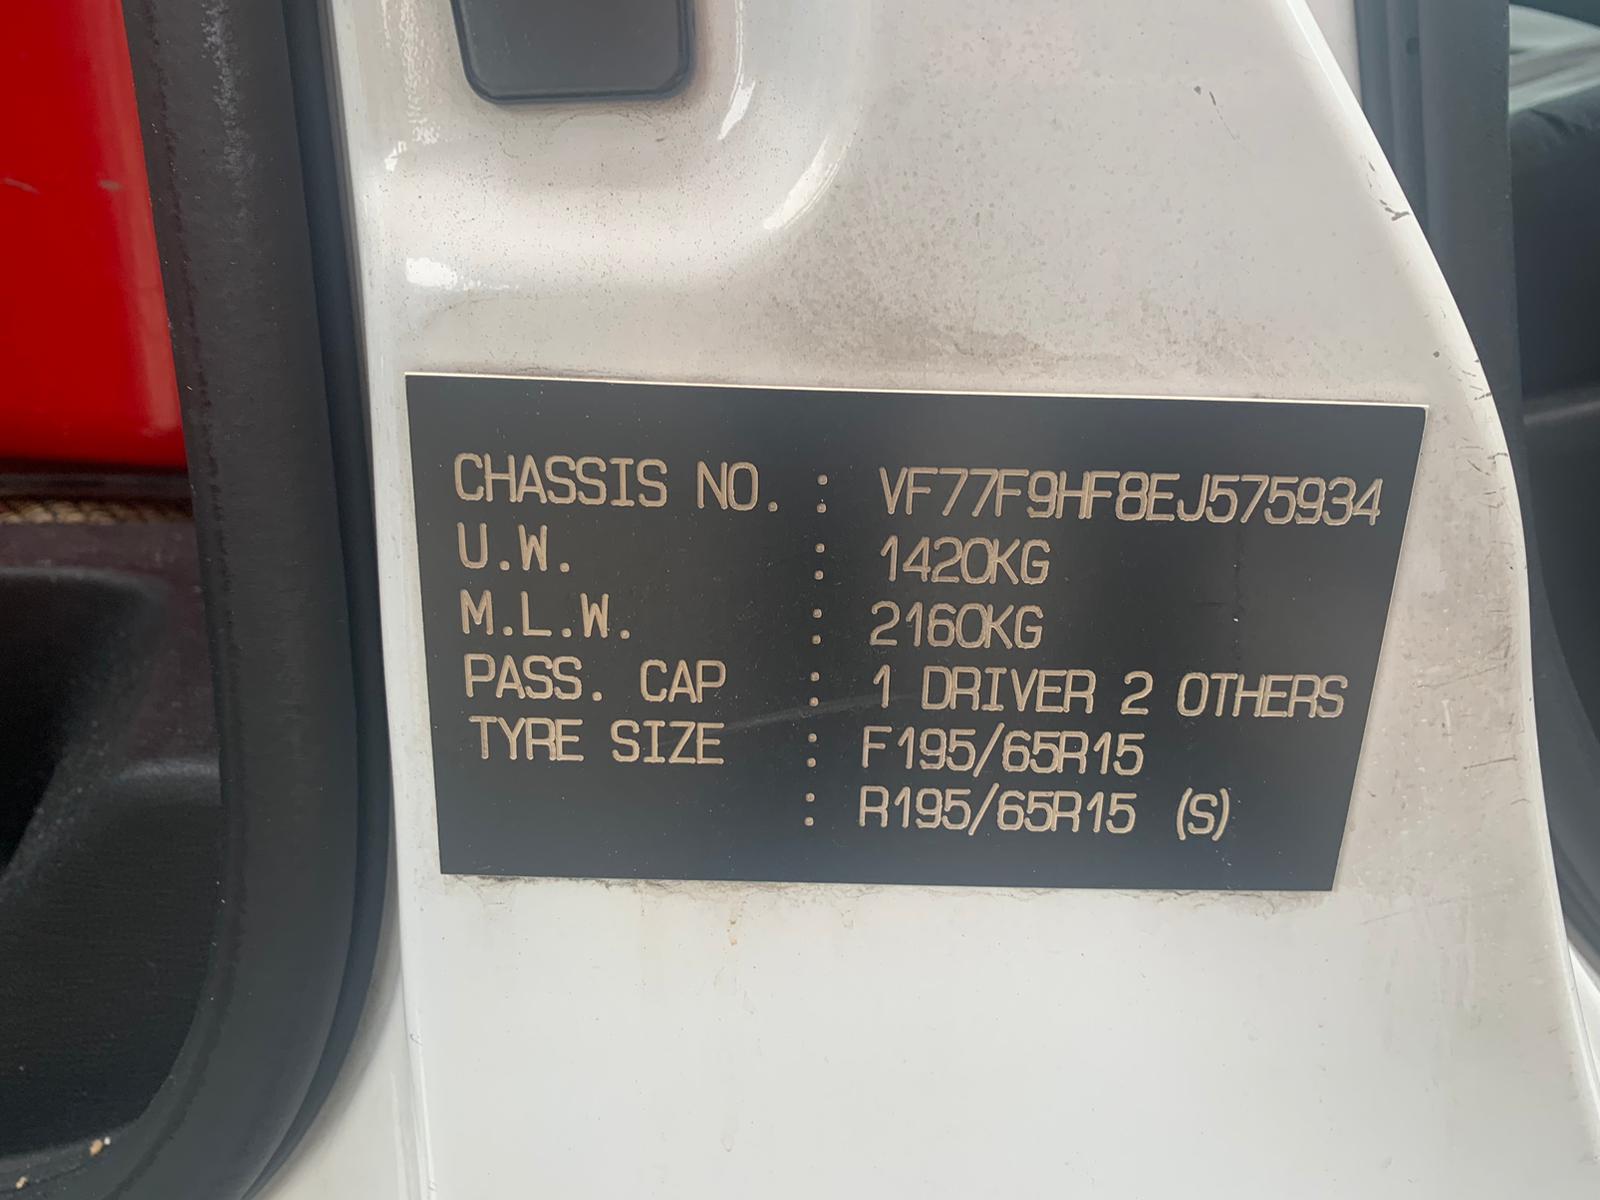 CHASSIS NO. : VF77F9HF8EJ575934
U.W. : 1420KG
M.L.W. : 2160KG
PASS. CAP : 1 DRIVER 2 OTHERS
TYRE SIZE : F195/65R15
: R195/65R15 (S)